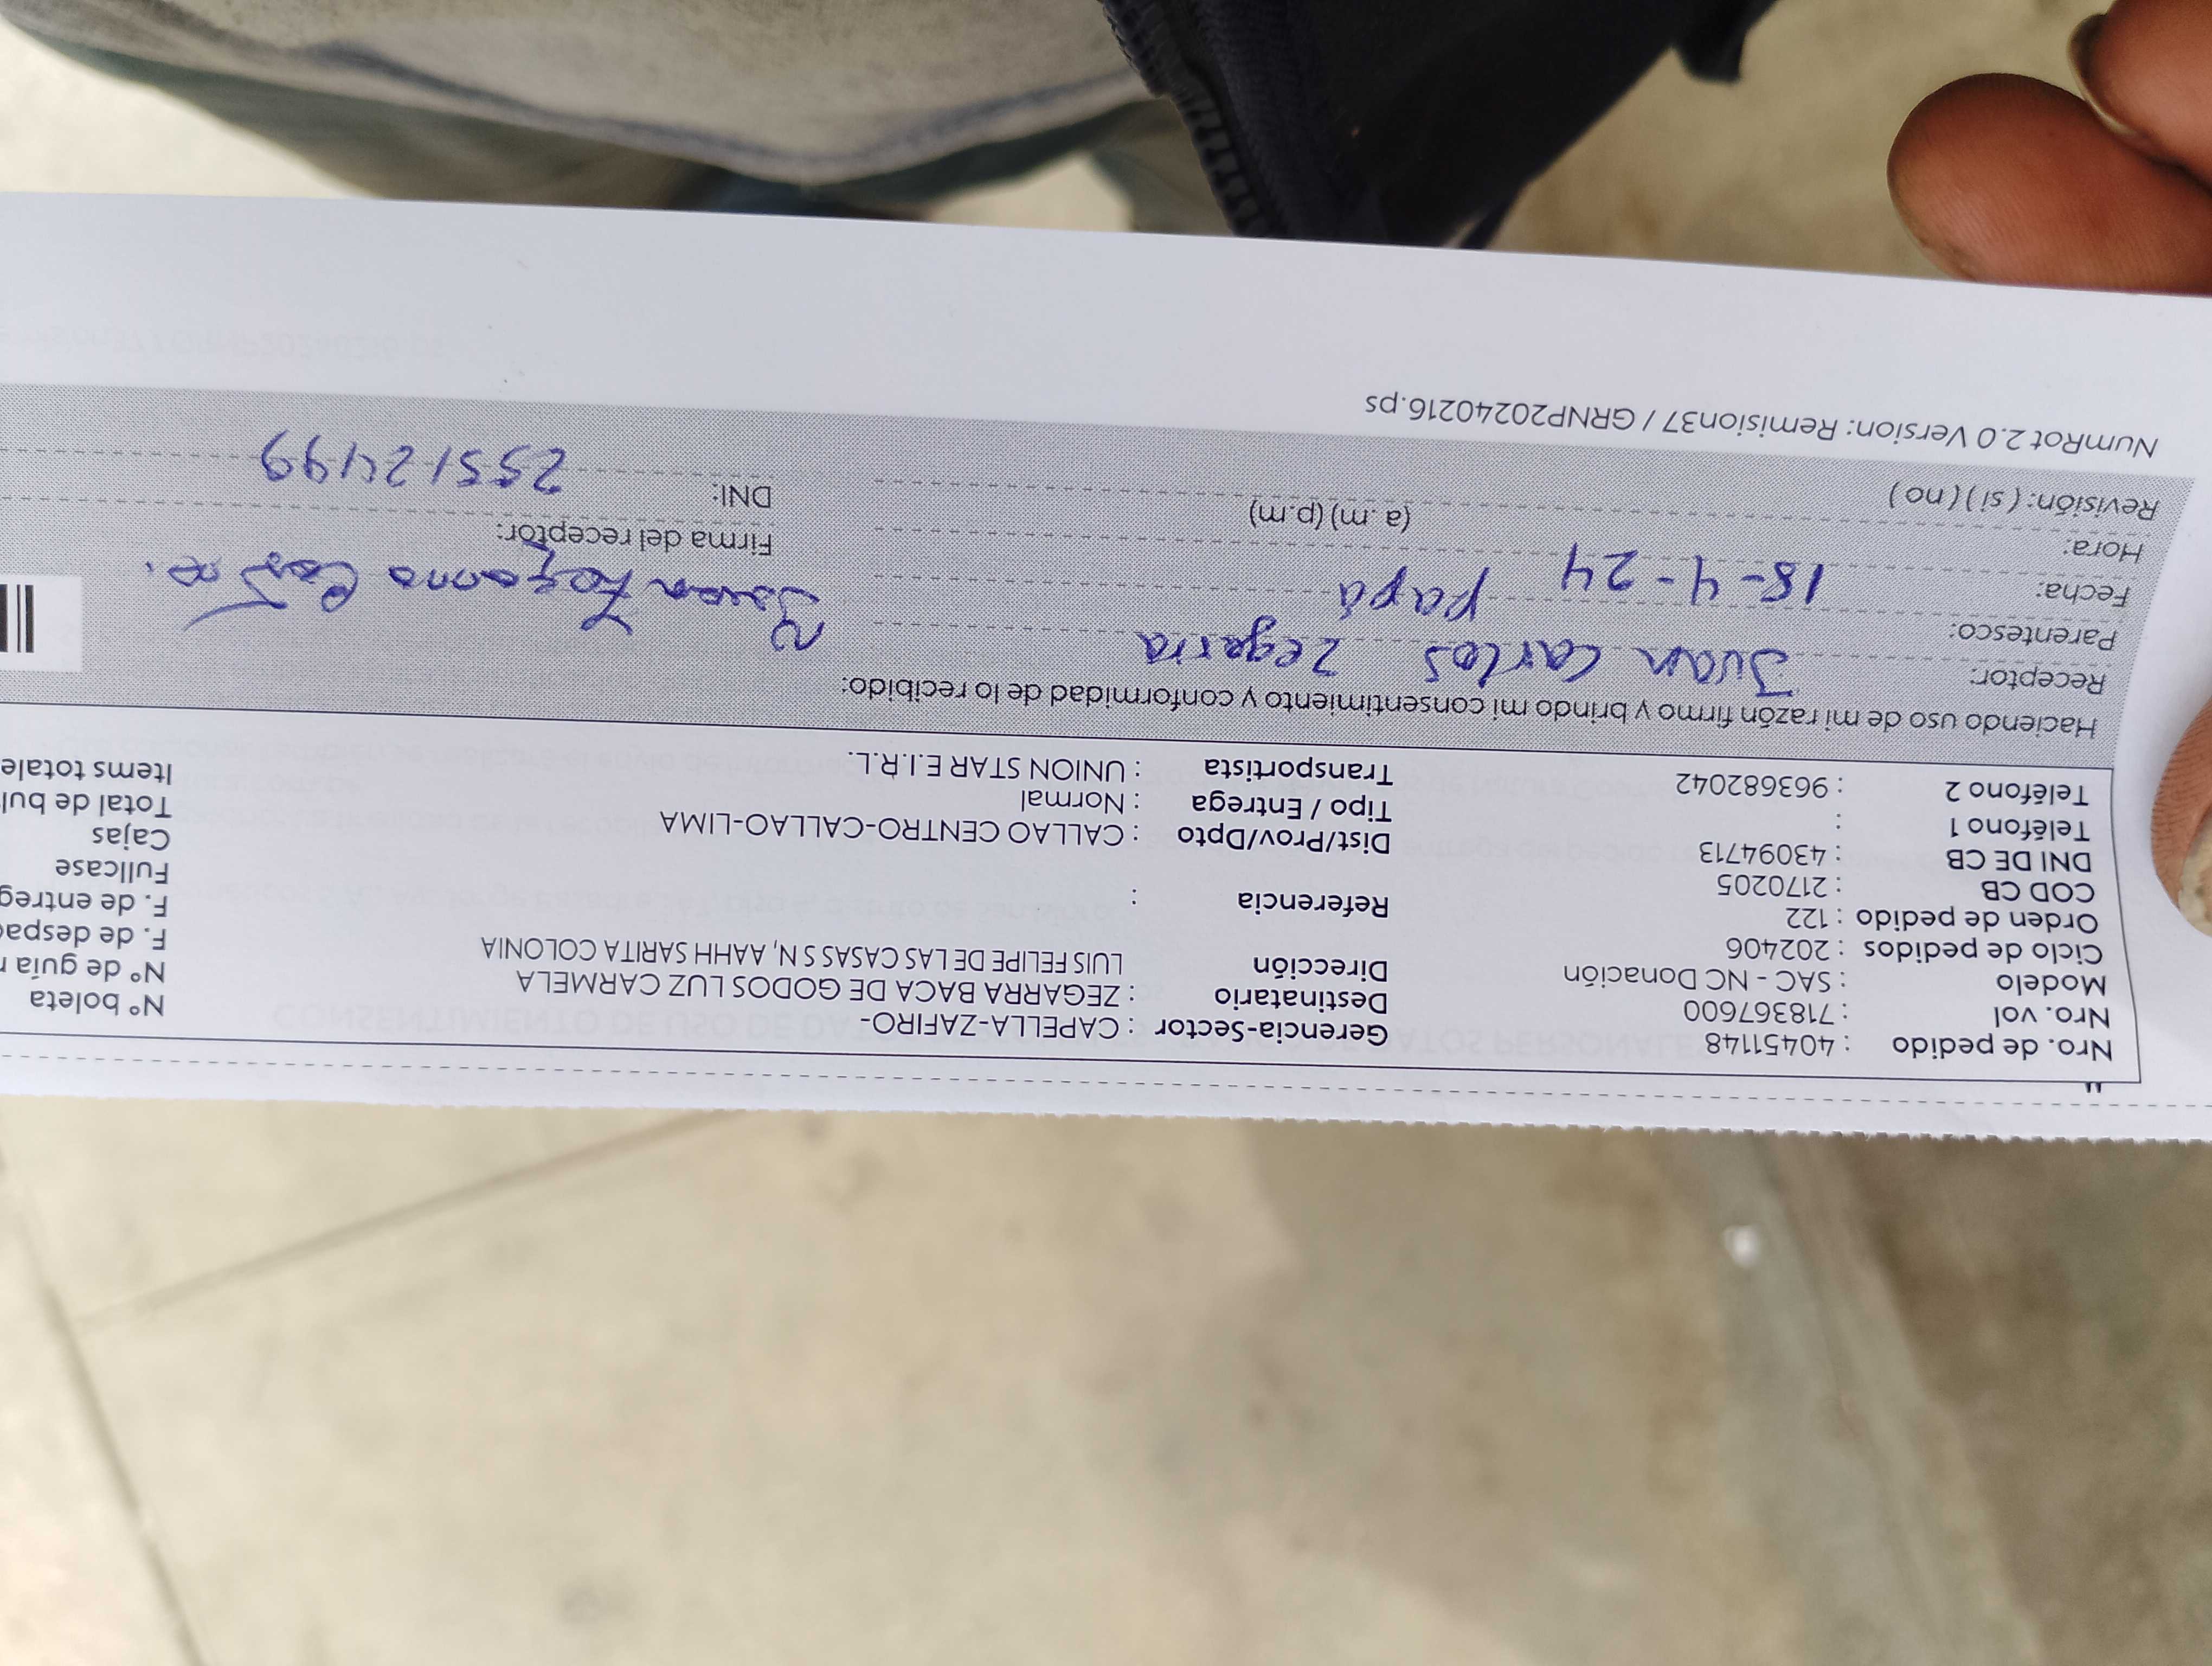 Nro. de pedido : 40451148 Gerencia-Sector : CAPELLA-ZAFIRO- Nº boleta
Nro. vol : 718367600 Destinatario : ZEGARRA BACA DE GODOS LUZ CARMELA Nº de guía
Modelo : SAC - NC Donación Dirección LUIS FELIPE DE LAS CASAS S N, AAHH SARITA COLONIA F. de
Ciclo de pedidos : 202406 F. de
Orden de pedido : 122 Referencia : Fullcase
COD CB : 2170205 Cajas
DNI DE CB : 43094713 Dist/Prov/Dpto : CALLAO CENTRO-CALLAO-LIMA Total de
Teléfono 1 : Tipo / Entrega : Normal Items
Teléfono 2 : 963682042 Transportista : UNION STAR E.I.R.L.
Haciendo uso de mi razón firmo y brindo mi consentimiento y conformidad de lo recibido:
Receptor: Juan Carlos Zegarra
Parentesco: papá
Fecha: 18-4-24 Firma del receptor:
Hora: (a.m) (p.m) DNI: 25512499
Revisión: ( si ) ( no )
NumRot 2.0 Version: Remision37 / GRNP20240216.ps